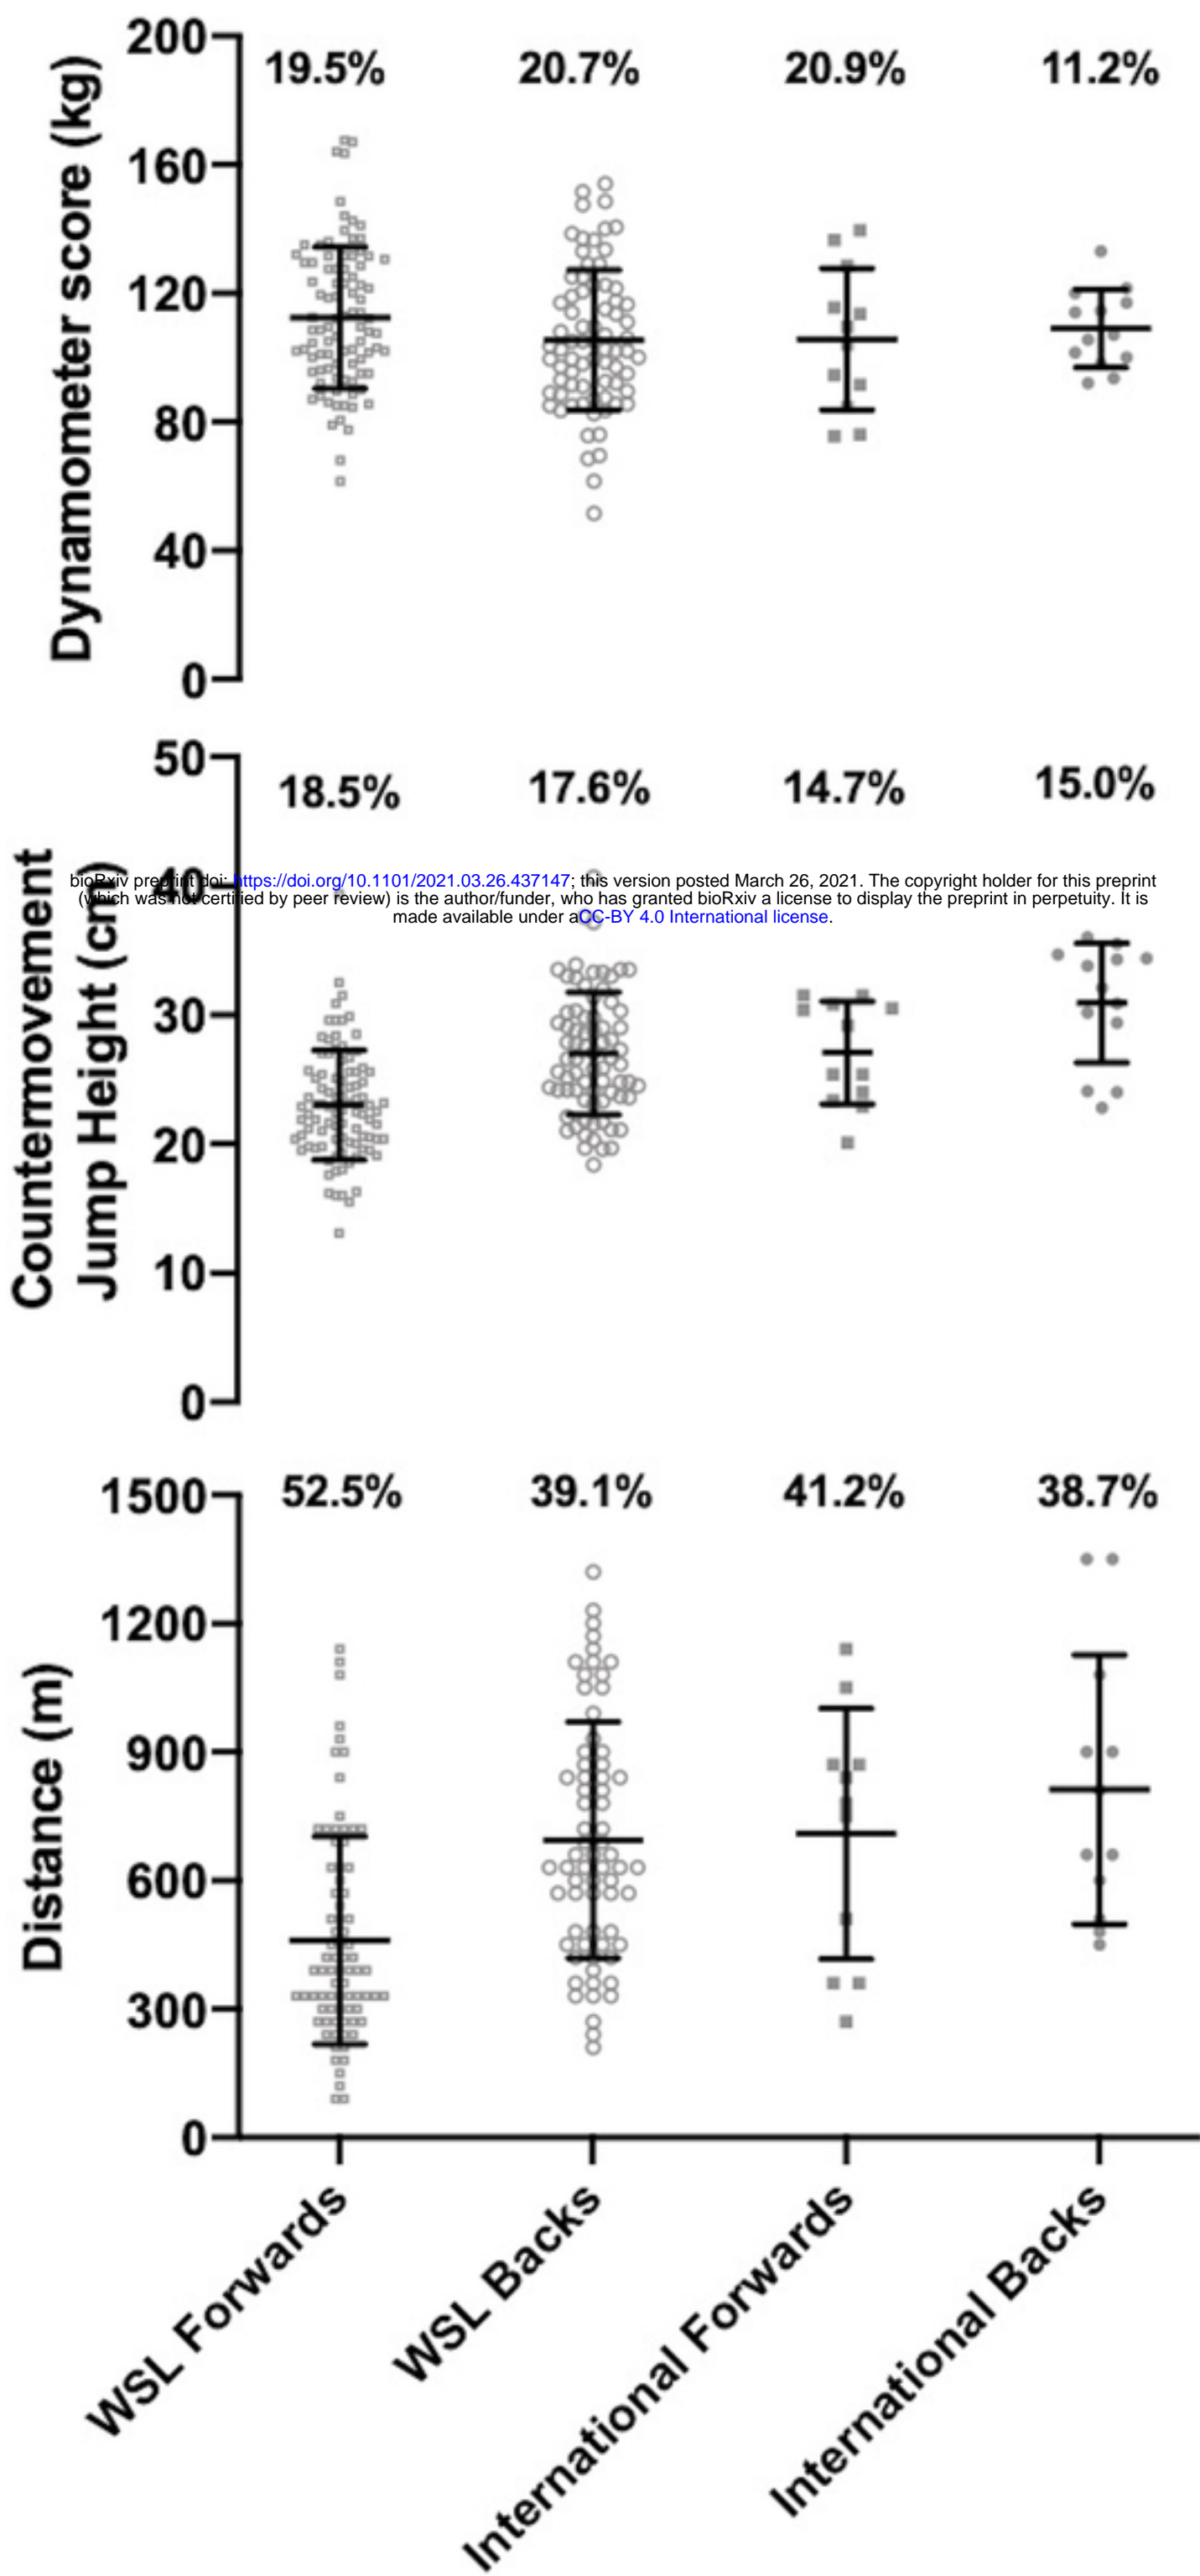 Dynamometer score (kg)
200
160
120
80
40
0
19.5% 20.7% 20.9% 11.2%
Countermovement
Jump Height (cm)
50
40
30
20
10
0
18.5% 17.6% 14.7% 15.0%
bioRxiv preprint doi: https://doi.org/10.1101/2021.03.26.437147; this version posted March 26, 2021. The copyright holder for this preprint
(which was not certified by peer review) is the author/funder, who has granted bioRxiv a license to display the preprint in perpetuity. It is
made available under aCC-BY 4.0 International license.
Distance (m)
1500
1200
900
600
300
0
52.5% 39.1% 41.2% 38.7%
WSL Forwards
WSL Backs
International Forwards
International Backs